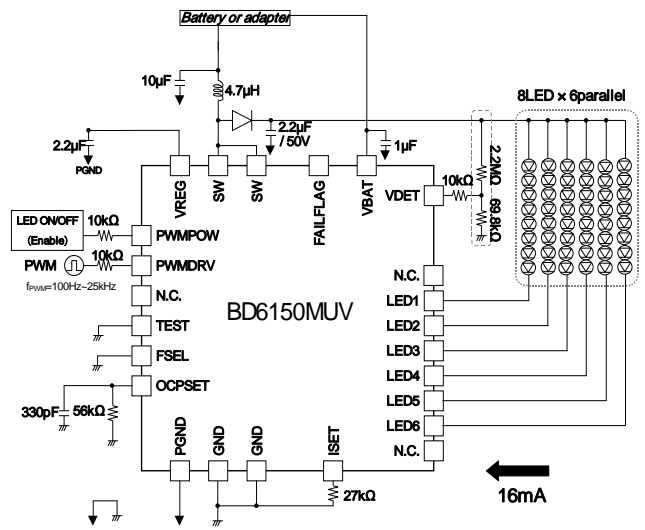 Battery or adapter
10µF
4.7µH
8LED × 6parallel
2.2µF
/ 50V
2.2µF
PGND
1µF
2.2MΩ
10kΩ
69.8kΩ
VREG
SW
SW
FAILFLAG
VBAT
VDET
LED ON/OFF
(Enable)
10kΩ
PWMPOW
PWM
10kΩ
PWMDRV
fPWM=100Hz~25kHz
N.C.
N.C.
BD6150MUV
LED1
TEST
LED2
FSEL
LED3
OCPSET
LED4
330pF
56kΩ
LED5
LED6
PGND
GND
GND
ISET
N.C.
27kΩ
16mA